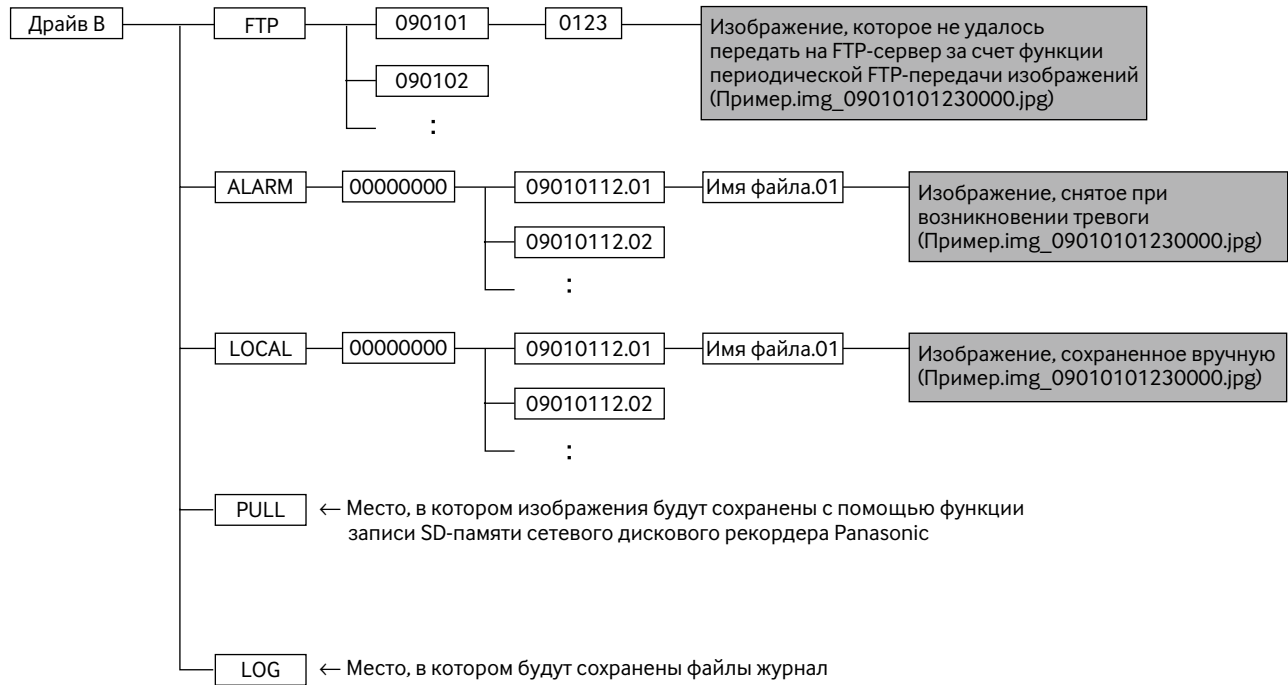 Драйв B
FTP
090101
0123
Изображение, которое не удалось
передать на FTP-сервер за счет функции
периодической FTP-передачи изображений
(Пример.img_09010101230000.jpg)
090102
:
ALARM
00000000
09010112.01
Имя файла.01
Изображение, снятое при
возникновении тревоги
(Пример.img_09010101230000.jpg)
09010112.02
:
LOCAL
00000000
09010112.01
Имя файла.01
Изображение, сохраненное вручную
(Пример.img_09010101230000.jpg)
09010112.02
:
PULL
← Место, в котором изображения будут сохранены с помощью функции
записи SD-памяти сетевого дискового рекордера Panasonic
LOG
← Место, в котором будут сохранены файлы журнал